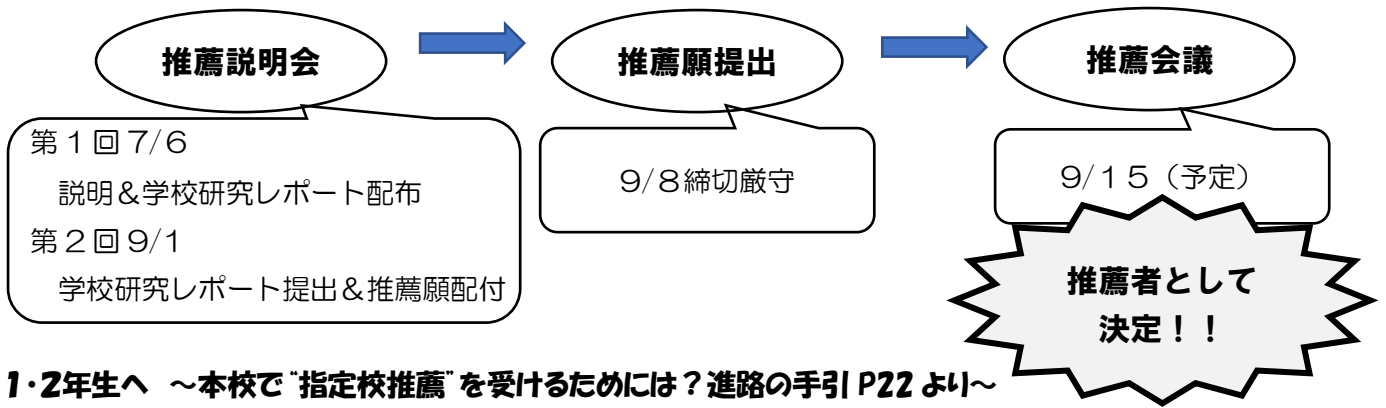 推薦説明会
推薦願提出
推薦会議
第1回7/6
説明&学校研究レポート配布
第2回9/1
学校研究レポート提出&推薦願配付
9/8締切厳守
9/15(予定)
推薦者として
決定!!
1・2年生へ ~本校で"指定校推薦"を受けるためには?進路の手引P22より~